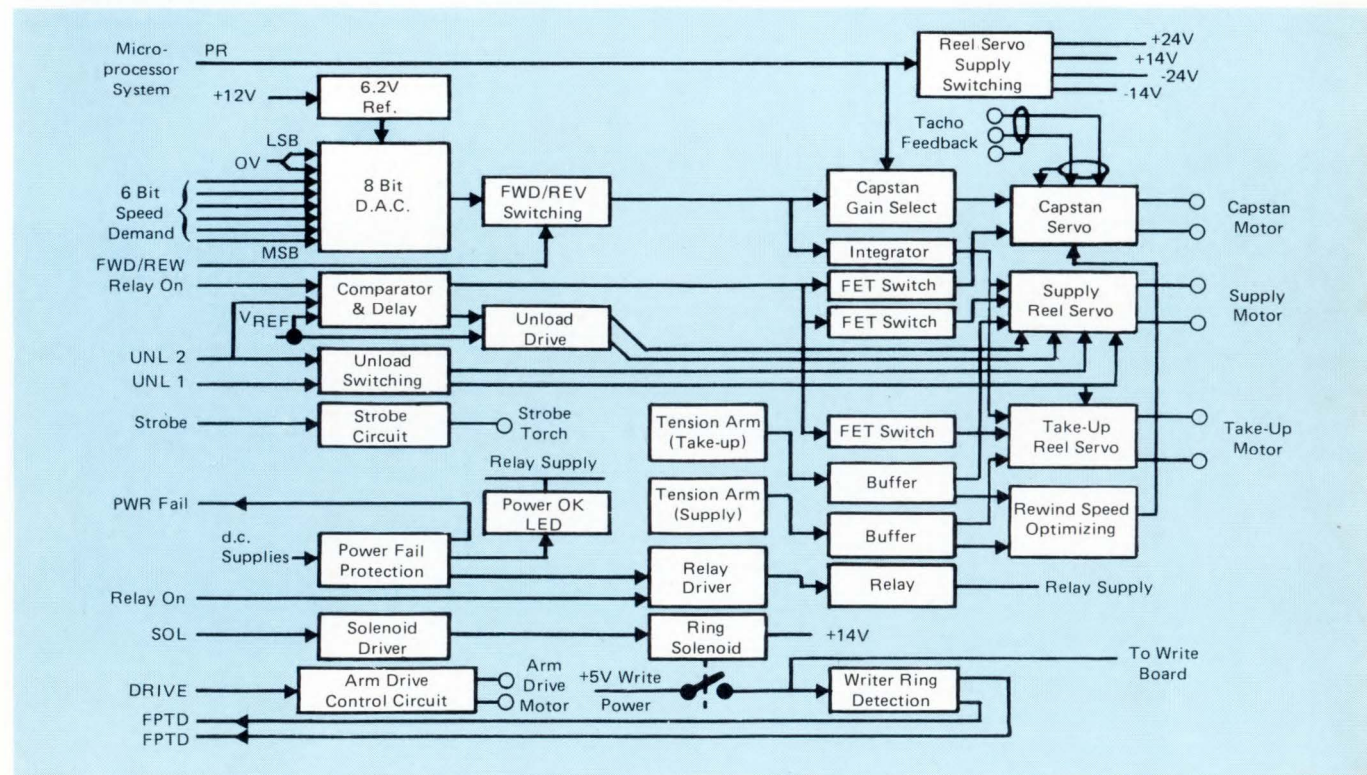 Micro-
processor
System
PR
Reel Servo
Supply
Switching
+24V
+14V
-24V
-14V
+12V
6.2V
Ref.
Tacho
Feedback
LSB
OV
6 Bit
Speed
Demand
MSB
8 Bit
D.A.C.
FWD/REV
Switching
Capstan
Gain Select
Capstan
Servo
Capstan
Motor
FWD/REW
Relay On
Integrator
Comparator
& Delay
FET Switch
FET Switch
Supply
Reel Servo
Supply
Motor
VREF
Unload
Drive
UNL 2
UNL 1
Unload
Switching
Strobe
Strobe
Circuit
Strobe
Torch
Tension Arm
(Take-up)
FET Switch
Take-Up
Reel Servo
Take-Up
Motor
Relay Supply
Buffer
PWR Fail
Power OK
LED
Tension Arm
(Supply)
Buffer
Rewind Speed
Optimizing
d.c.
Supplies
Power Fail
Protection
Relay
Driver
Relay
Relay Supply
Relay On
SOL
Solenoid
Driver
Ring
Solenoid
+14V
DRIVE
Arm Drive
Control Circuit
Arm
Drive
Motor
+5V Write
Power
Writer Ring
Detection
To Write
Board
FPTD
FPTD